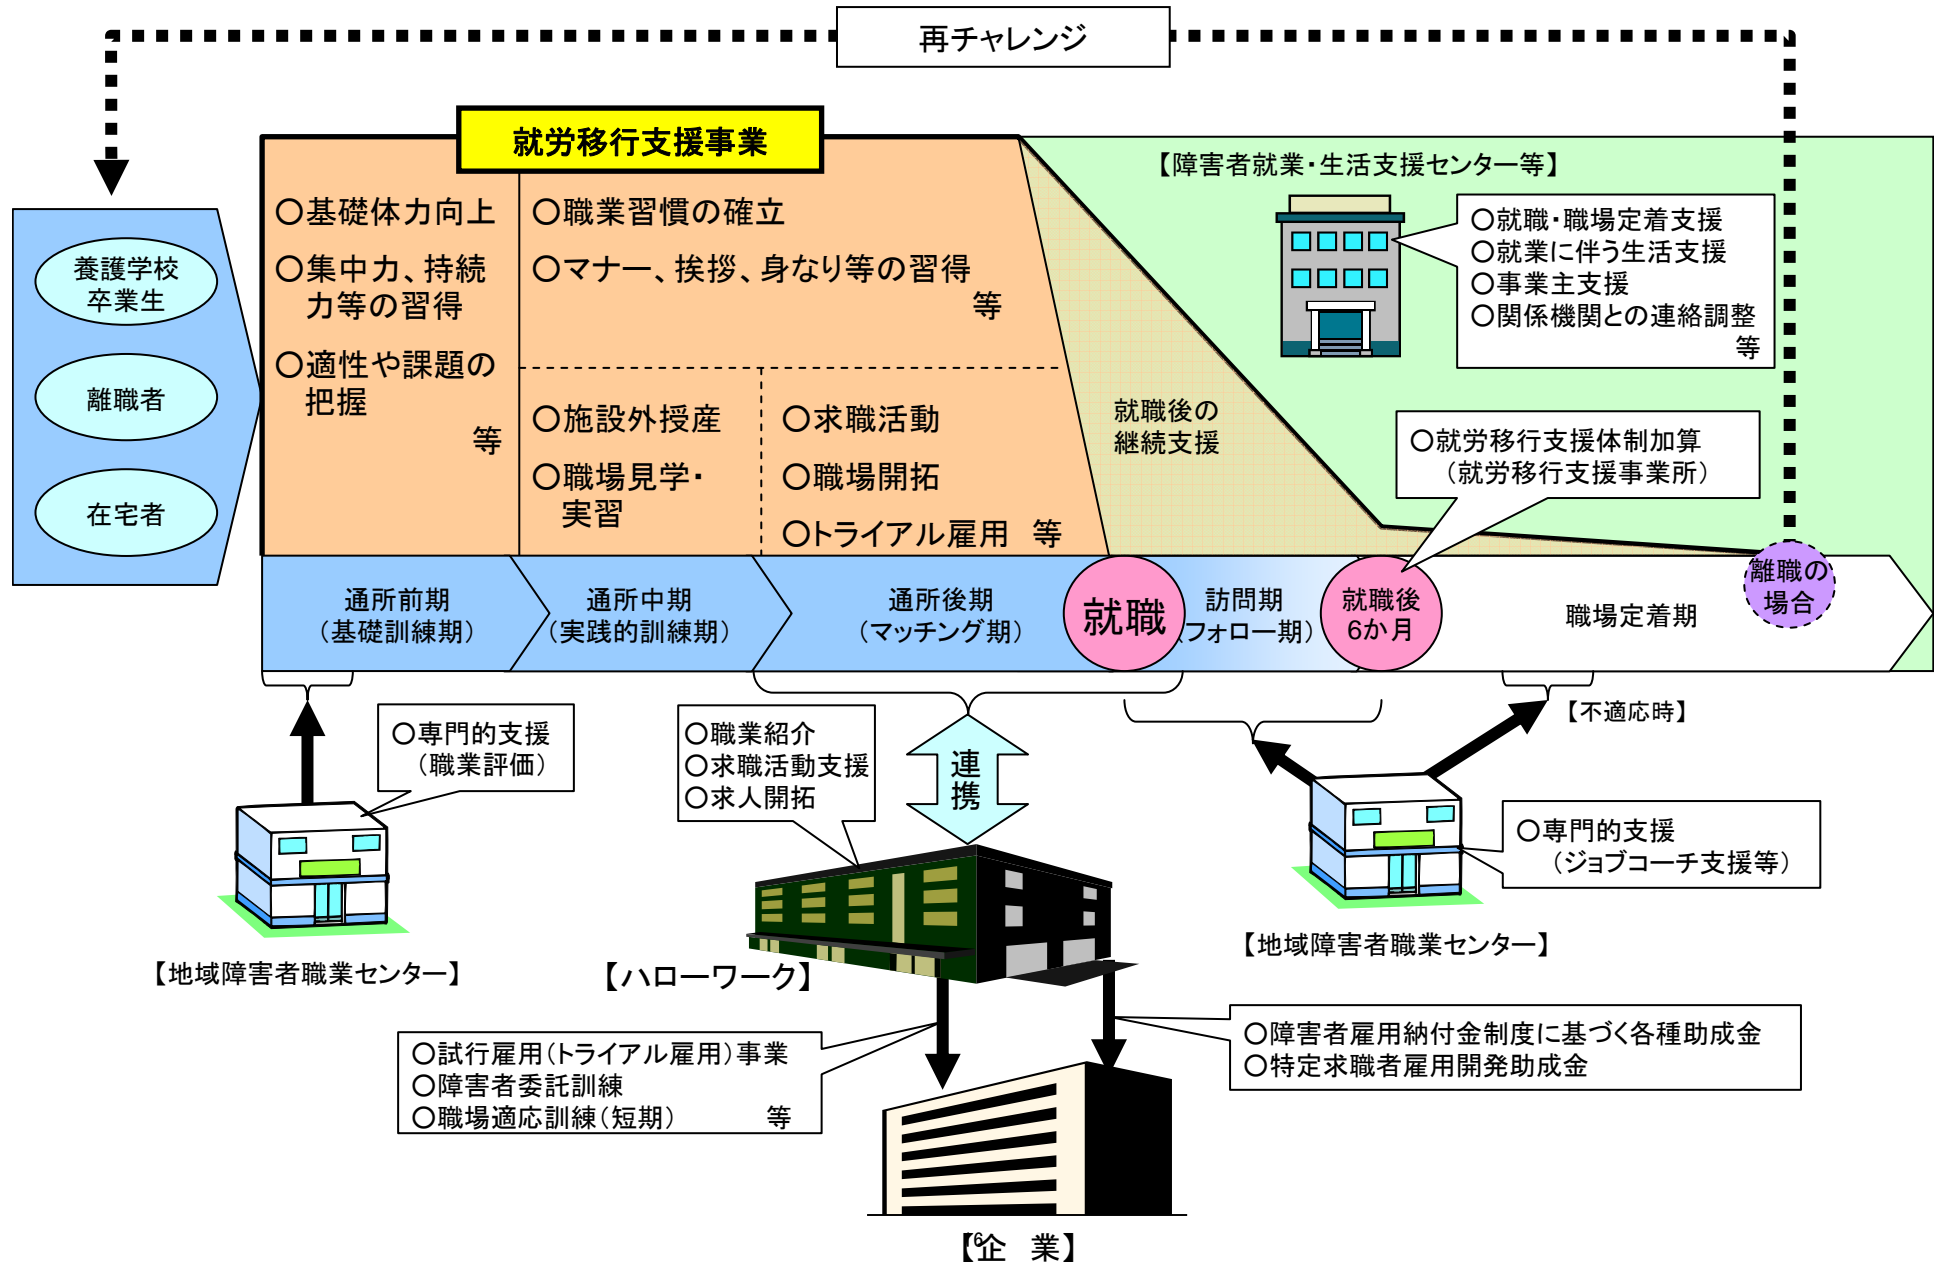 再チャレンジ
就労移行支援事業
【障害者就業・生活支援センター等】
○就職・職場定着支援
○就業に伴う生活支援
○事業主支援
○関係機関との連絡調整
等
養護学校
卒業生
離職者
在宅者
○基礎体力向上
○集中力、持続
力等の習得
○適性や課題の
把握
等
○職業習慣の確立
○マナー、挨拶、身なり等の習得
等
○施設外授産
○職場見学・
実習
○求職活動
○職場開拓
○トライアル雇用　等
就職後の
継続支援
○就労移行支援体制加算
（就労移行支援事業所）
通所前期
（基礎訓練期）
通所中期
（実践的訓練期）
通所後期
（マッチング期）
就職
訪問期
（フォロー期）
就職後
6か月
職場定着期
離職の
場合
○専門的支援
（職業評価）
【地域障害者職業センター】
○職業紹介
○求職活動支援
○求人開拓
連
携
【ハローワーク】
【不適応時】
○専門的支援
（ジョブコーチ支援等）
【地域障害者職業センター】
○試行雇用（トライアル雇用）事業
○障害者委託訓練
○職場適応訓練（短期）　　　等
○障害者雇用納付金制度に基づく各種助成金
○特定求職者雇用開発助成金
【企　業】
6